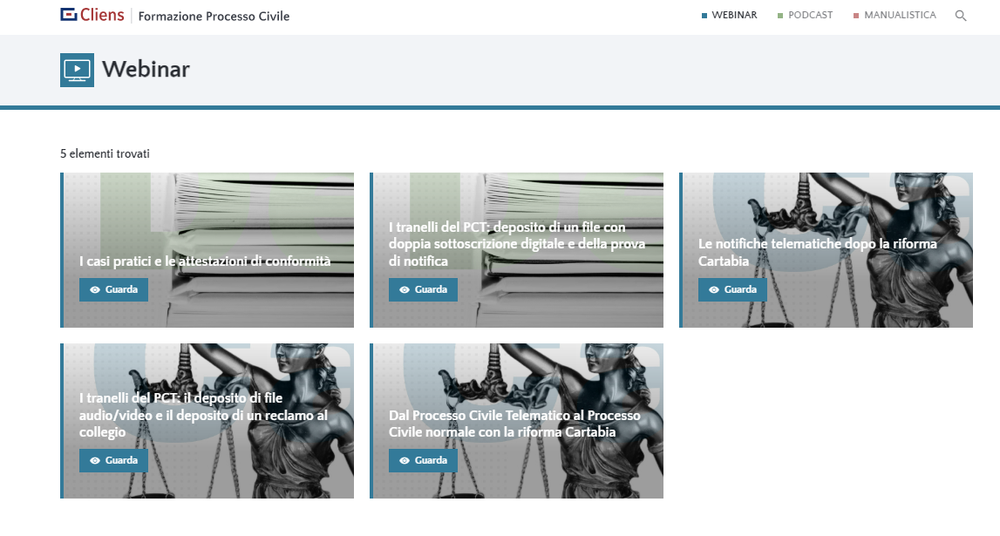 Cliens Formazione Processo Civile
WEBINAR PODCAST MANUALISTICA
Webinar
5 elementi trovati
I casi pratici e le attestazioni di conformità
Guarda
I tranelli del PCT: deposito di un file con
doppia sottoscrizione digitale e della prova
di notifica
Guarda
Le notifiche telematiche dopo la riforma
Cartabia
Guarda
I tranelli del PCT: il deposito di file
audio/video e il deposito di un reclamo al
collegio
Guarda
Dal Processo Civile Telematico al Processo
Civile normale con la riforma Cartabia
Guarda